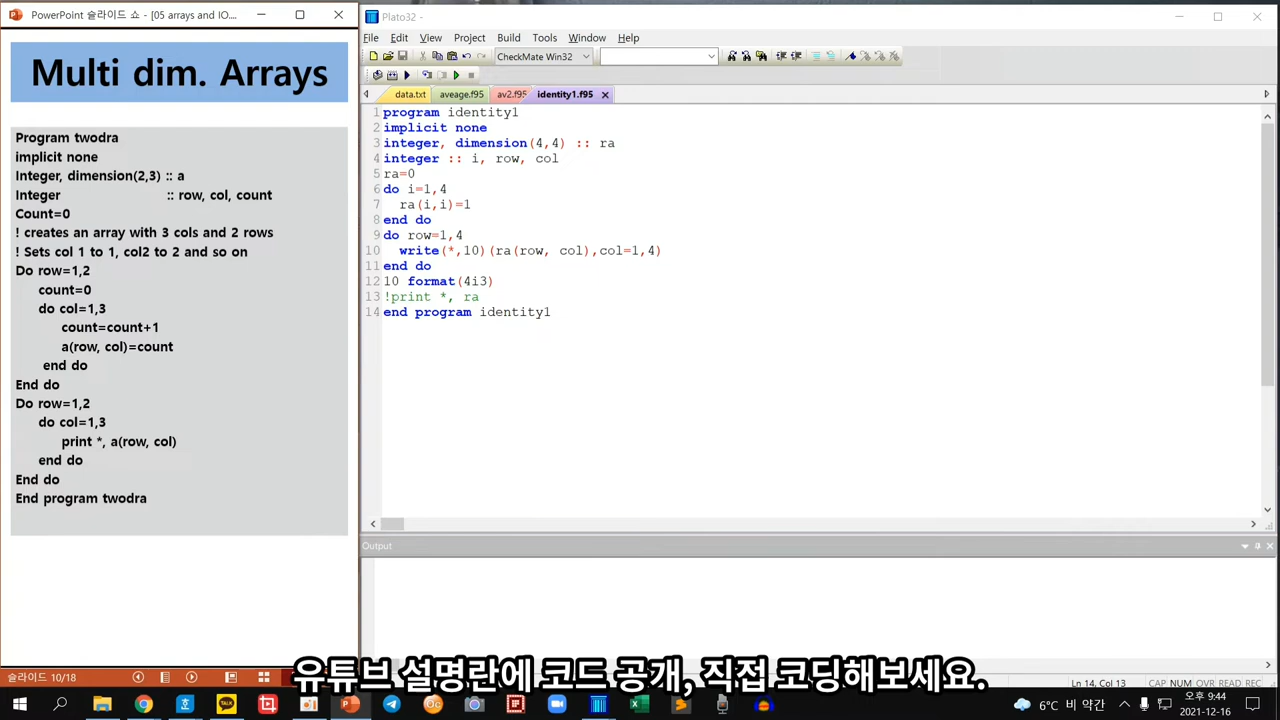 PowerPoint 슬라이드 쇼 - [05 arrays and IO....
Multi dim. Arrays
Program twodra
implicit none
Integer, dimension(2,3) :: a
Integer :: row, col, count
Count=0
! creates an array with 3 cols and 2 rows
! Sets col 1 to 1, col2 to 2 and so on
Do row=1,2
count=0
do col=1,3
count=count+1
a(row, col)=count
end do
End do
Do row=1,2
do col=1,3
print *, a(row, col)
end do
End do
End program twodra
슬라이드 10/18
Plato32 -
File Edit View Project Build Tools Window Help
CheckMate Win32
data.txt aveage.f95 av2.f95 identity1.f95
1 program identity1
2 implicit none
3 integer, dimension(4,4) :: ra
4 integer :: i, row, col
5 ra=0
6 do i=1,4
7 ra(i,i)=1
8 end do
9 do row=1,4
10 write(*,10)(ra(row, col),col=1,4)
11 end do
12 10 format(4i3)
13 !print *, ra
14 end program identity1
Output
유튜브 설명란에 코드 공개, 직접 코딩해보세요.
Ln 14, Col 13 CAP NUM OVR READ REC
TALK
6°C 비 약간
오후 9:44
2021-12-16